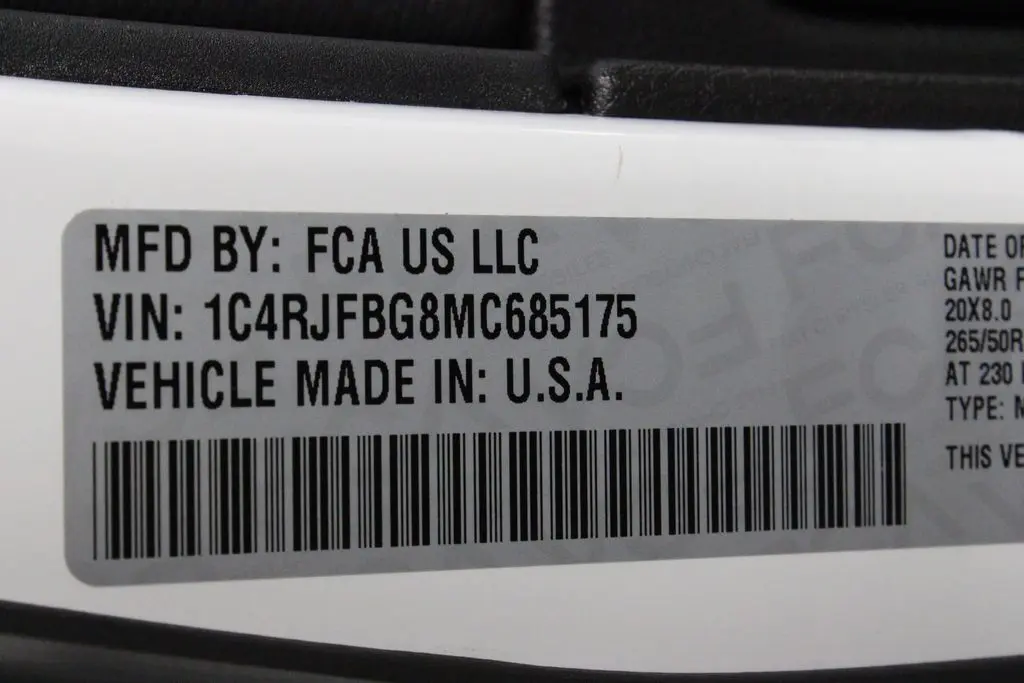 MFD BY: FCA US LLC
VIN: 1C4RJFBG8MC685175
VEHICLE MADE IN: U.S.A.
DATE OF
GAWR F
20X8.0
265/50R
AT 230
TYPE:
THIS VE